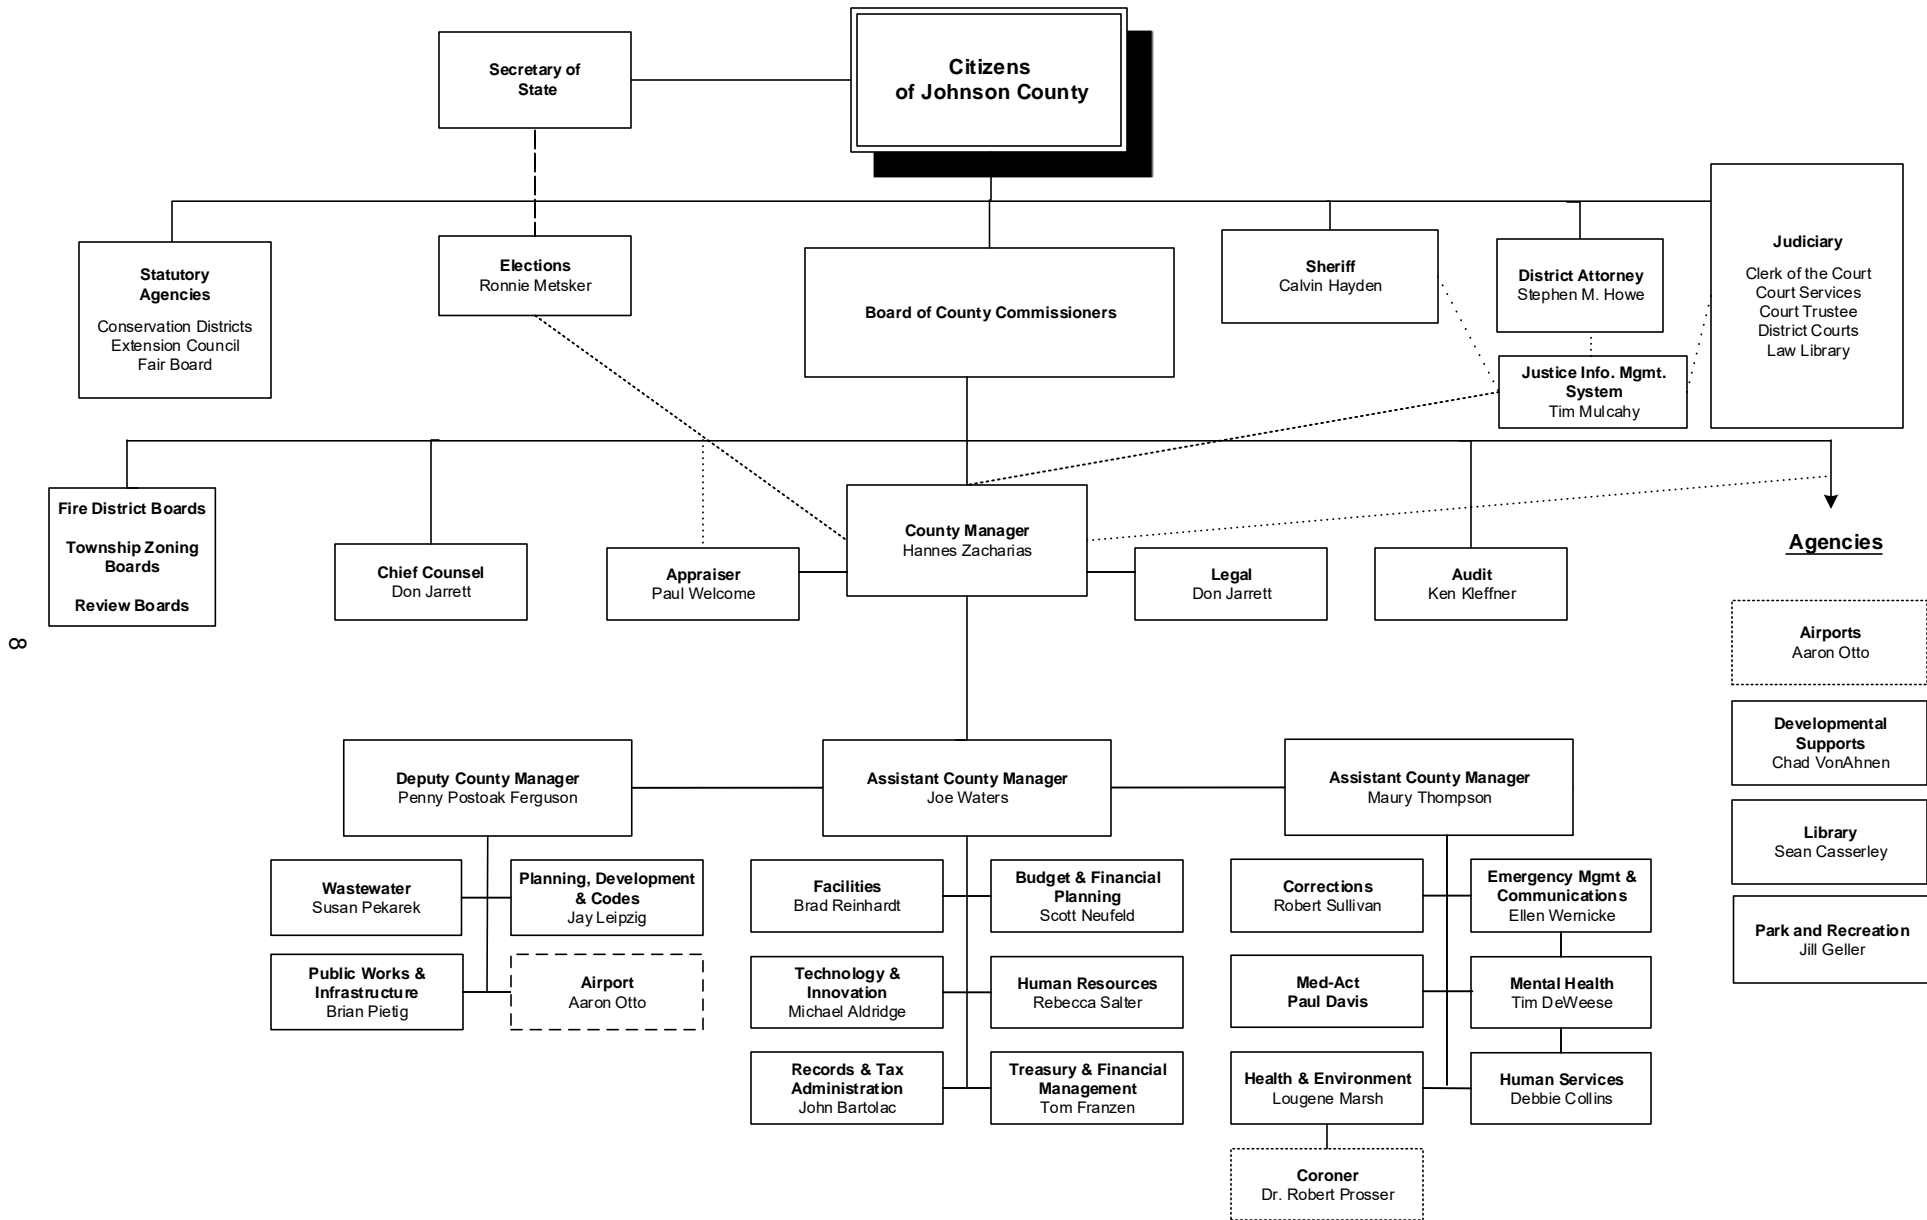 Citizens
of Johnson County
Secretary of
State
Statutory
Agencies
Conservation Districts
Extension Council
Fair Board
Elections
Ronnie Metsker
Board of County Commissioners
Sheriff
Calvin Hayden
District Attorney
Stephen M. Howe
Justice Info. Mgmt.
System
Tim Mulcahy
Judiciary
Clerk of the Court
Court Services
Court Trustee
District Courts
Law Library
Fire District Boards
Township Zoning
Boards
Review Boards
Chief Counsel
Don Jarrett
Appraiser
Paul Welcome
County Manager
Hannes Zacharias
Legal
Don Jarrett
Audit
Ken Kleffner
Agencies
Airports
Aaron Otto
Developmental
Supports
Chad VonAhnen
Library
Sean Casserley
Park and Recreation
Jill Geller
8
Deputy County Manager
Penny Postoak Ferguson
Assistant County Manager
Joe Waters
Assistant County Manager
Maury Thompson
Wastewater
Susan Pekarek
Planning, Development
& Codes
Jay Leipzig
Public Works &
Infrastructure
Brian Pietig
Airport
Aaron Otto
Facilities
Brad Reinhardt
Budget & Financial
Planning
Scott Neufeld
Technology &
Innovation
Michael Aldridge
Human Resources
Rebecca Salter
Records & Tax
Administration
John Bartolac
Treasury & Financial
Management
Tom Franzen
Corrections
Robert Sullivan
Emergency Mgmt &
Communications
Ellen Wernicke
Med-Act
Paul Davis
Mental Health
Tim DeWeese
Health & Environment
Lougene Marsh
Human Services
Debbie Collins
Coroner
Dr. Robert Prosser